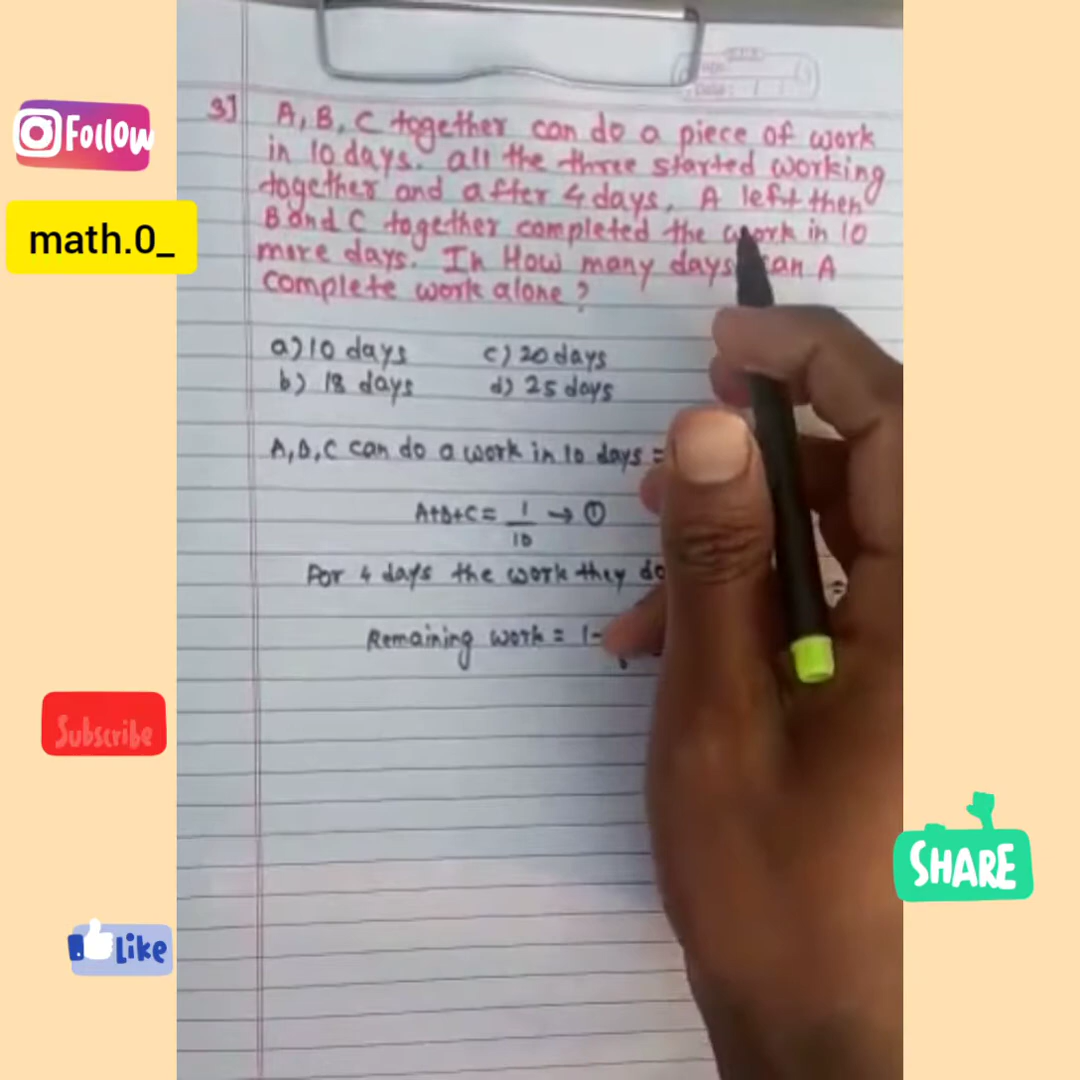 3] A, B, C together can do a piece of work
in 10 days. all the three started working
together and after 4 days, A left then
B and C together completed the work in 10
more days. In How many days can A
complete work alone?
a) 10 days c) 20 days
b) 18 days d) 25 days
A, B, C can do a work in 10 days =
A+B+C = 1/10 → ①
For 4 days the work they do
=
Remaining work = 1-
Follow
math.0_
Subscribe
Like
SHARE